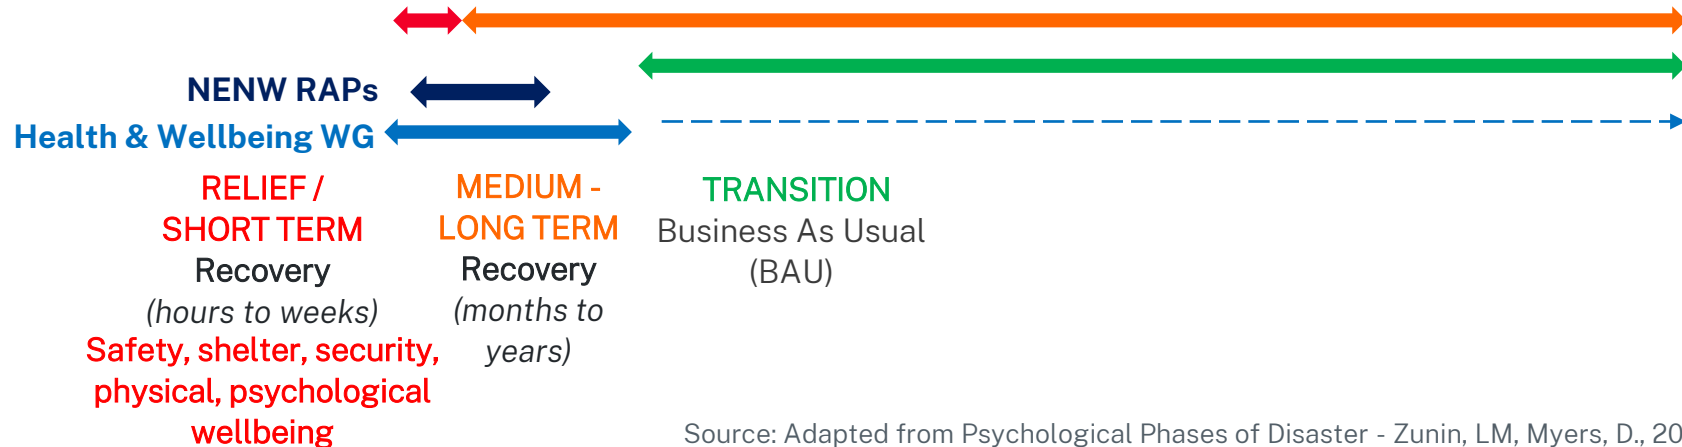 NENW RAPs
Health & Wellbeing WG
RELIEF /
SHORT TERM
Recovery
(hours to weeks)
Safety, shelter, security,
physical, psychological
wellbeing
MEDIUM -
LONG TERM
Recovery
(months to
years)
TRANSITION
Business As Usual
(BAU)
Source: Adapted from Psychological Phases of Disaster - Zunin, LM, Myers, D., 20